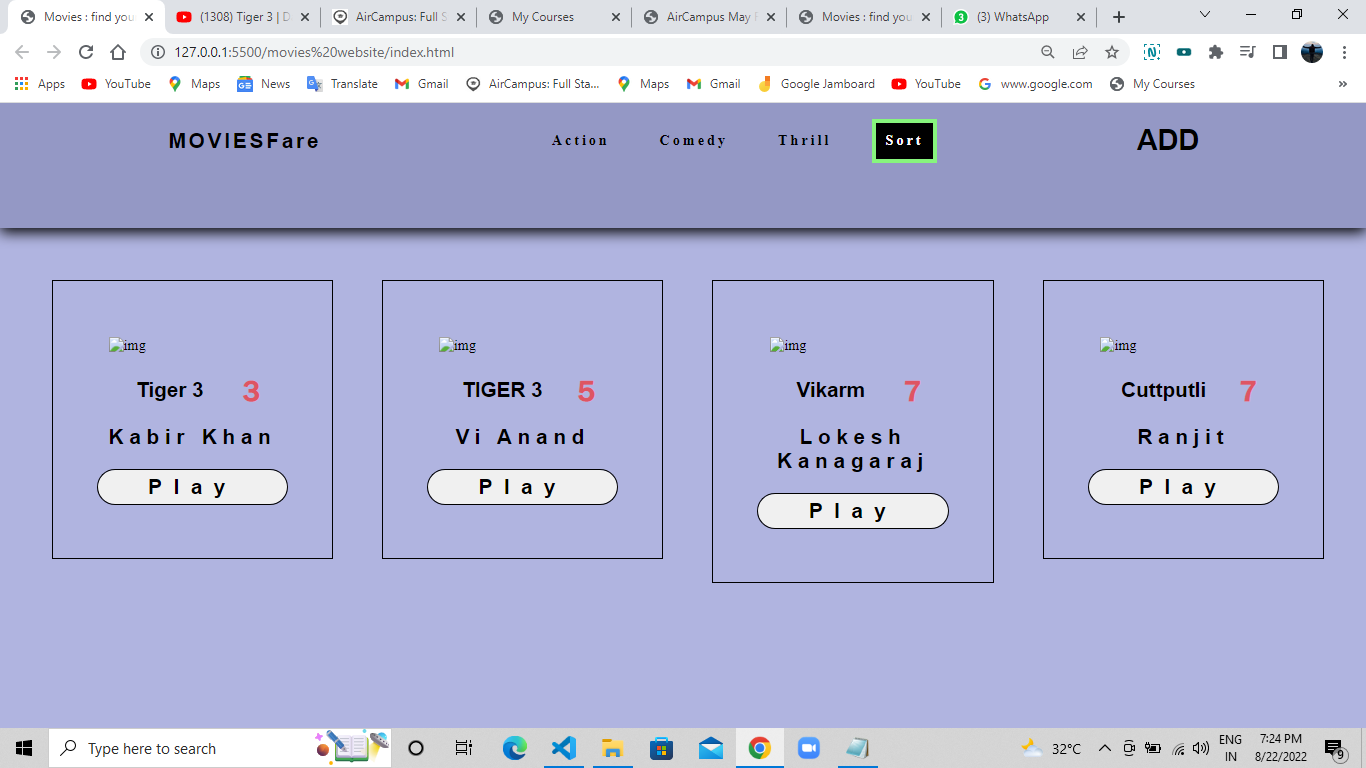 Movies : find you
(1308) Tiger 3 | D
AirCampus: Full S
My Courses
AirCampus May F
Movies : find you
3
(3) WhatsApp
127.0.0.1:5500/movies%20website/index.html
Apps
YouTube
Maps
News
Translate
Gmail
AirCampus: Full Sta...
Maps
Gmail
Google Jamboard
YouTube
www.google.com
My Courses
»
MOVIESFare
Action
Comedy
Thrill
Sort
ADD
img
Tiger 3 3
Kabir Khan
Play
img
TIGER 3 5
Vi Anand
Play
img
Vikarm 7
Lokesh
Kanagaraj
Play
img
Cuttputli 7
Ranjit
Play
Type here to search
32°C
ENG
IN
7:24 PM
8/22/2022
9